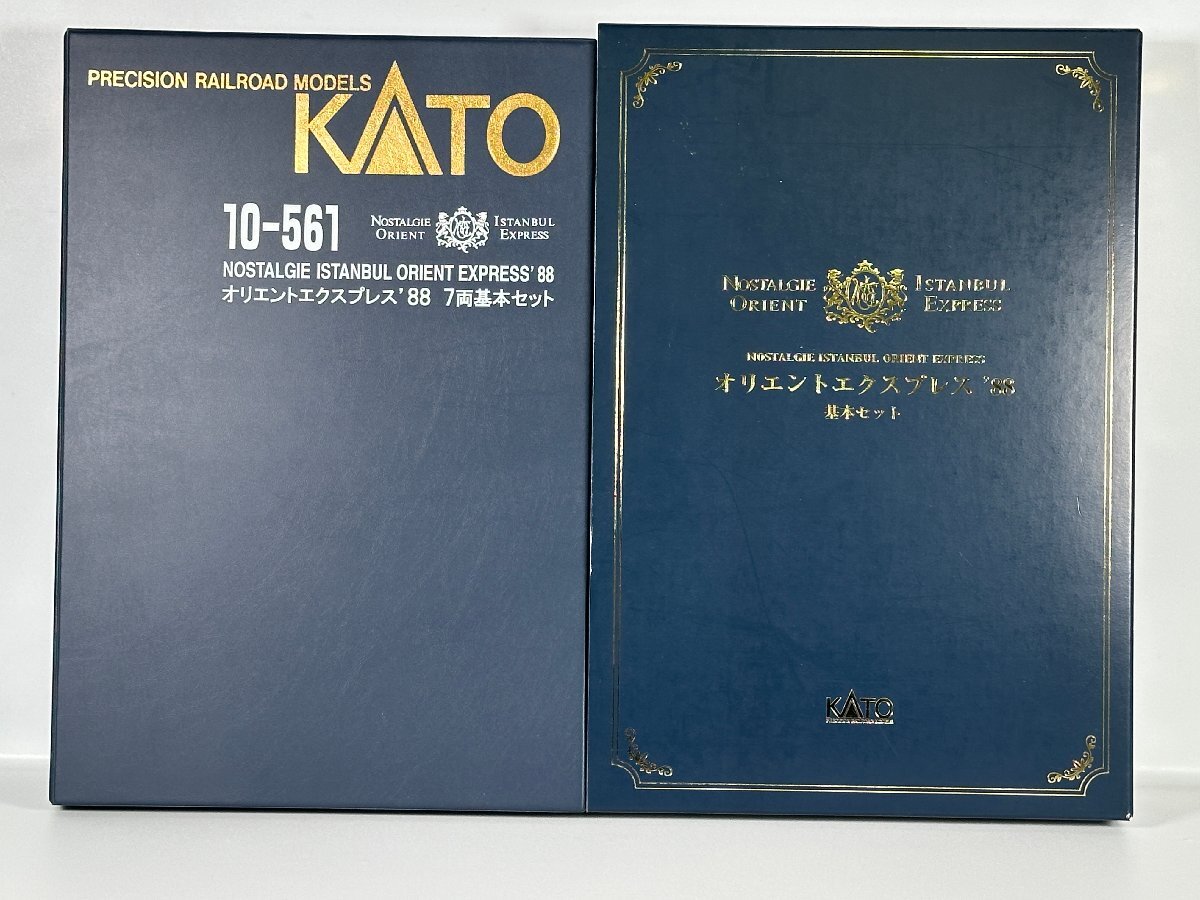 PRECISION RAILROAD MODELS
KATO
10-561
NOSTALGIE ISTANBUL
ORIENT EXPRESS
NOSTALGIE ISTANBUL ORIENT EXPRESS'88
オリエントエクスプレス'88 7両基本セット
NOSTALGIE ISTANBUL
ORIENT EXPRESS
NOSTALGIE ISTANBUL ORIENT EXPRESS
オリエントエクスプレス '88
基本セット
KATO
PRECISION RAILROAD MODELS